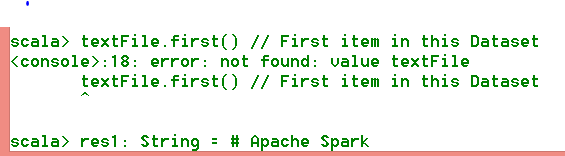 scala> textFile.first() // First item in this Dataset
<console>:18: error: not found: value textFile
       textFile.first() // First item in this Dataset
       ^
scala> res1: String = # Apache Spark